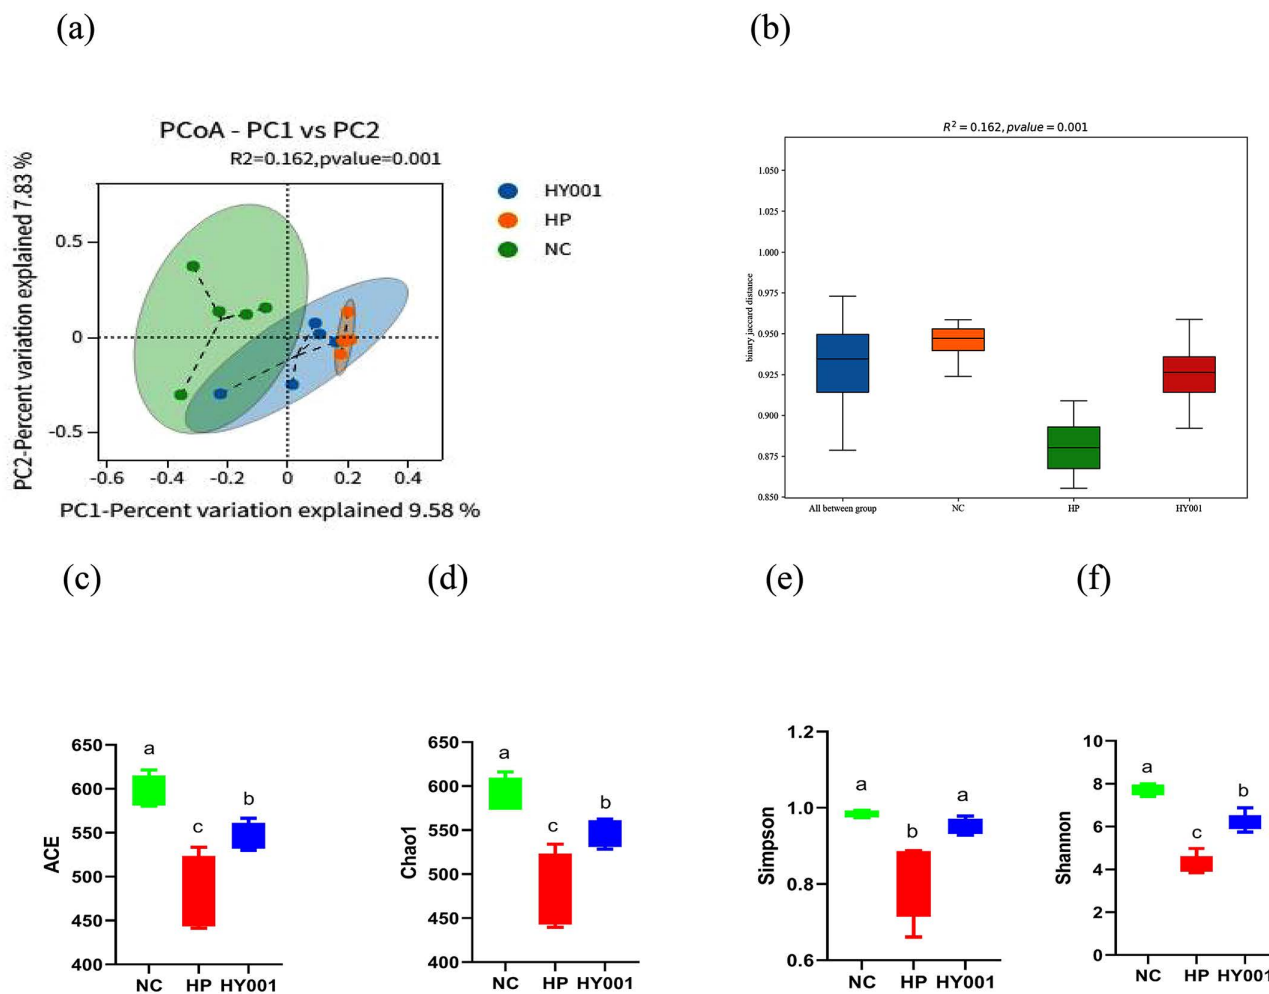 (a)
PCoA - PC1 vs PC2
R2=0.162,pvalue=0.001
PC2-Percent variation explained 7.83 %
0.5
0
-0.5
-0.6
-0.4
-0.2
0
0.2
0.4
PC1-Percent variation explained 9.58 %
HY001
HP
NC
(b)
R² = 0.162, pvalue = 0.001
binary jaccard distance
1.050
1.025
1.000
0.975
0.950
0.925
0.900
0.875
0.850
All between group
NC
HP
HY001
(c)
ACE
650
600
550
500
450
400
a
c
b
NC
HP
HY001
(d)
Chao1
650
600
550
500
450
400
a
c
b
NC
HP
HY001
(e)
Simpson
1.2
1.0
0.8
0.6
a
b
a
NC
HP
HY001
(f)
Shannon
10
8
6
4
2
0
a
c
b
NC
HP
HY001